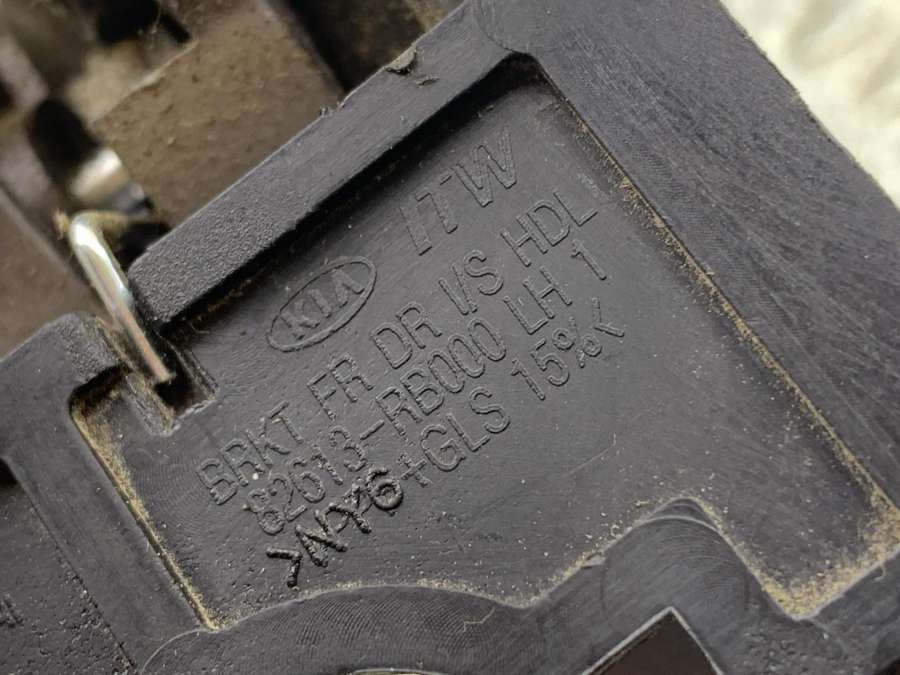 ITW
KIA
BRKT FR DR I/S HDL
82613-RB000 LH 1
>NY6+GLS 15%<